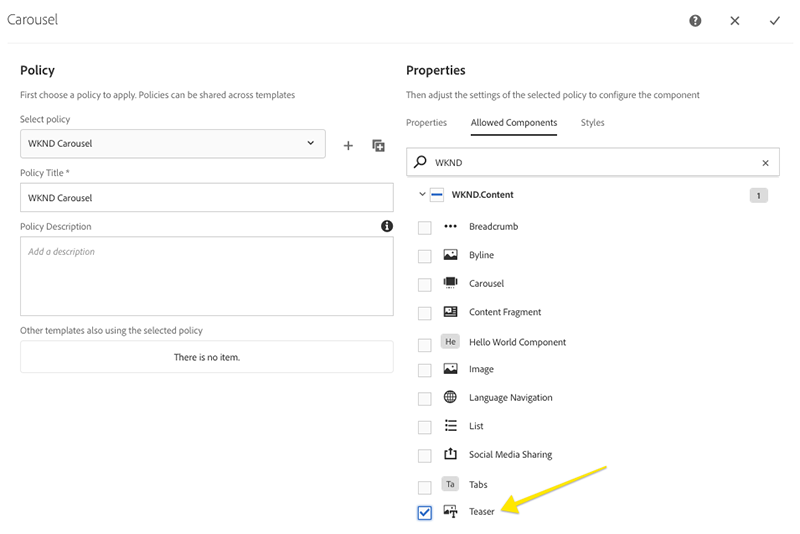 Carousel
Policy
First choose a policy to apply. Policies can be shared across templates
Select policy
WKND Carousel
Policy Title *
WKND Carousel
Policy Description
Add a description
Other templates also using the selected policy
There is no item.
Properties
Then adjust the settings of the selected policy to configure the component
Properties Allowed Components Styles
WKND
WKND.Content 1
Breadcrumb
Byline
Carousel
Content Fragment
He Hello World Component
Image
Language Navigation
List
Social Media Sharing
Ta Tabs
Teaser